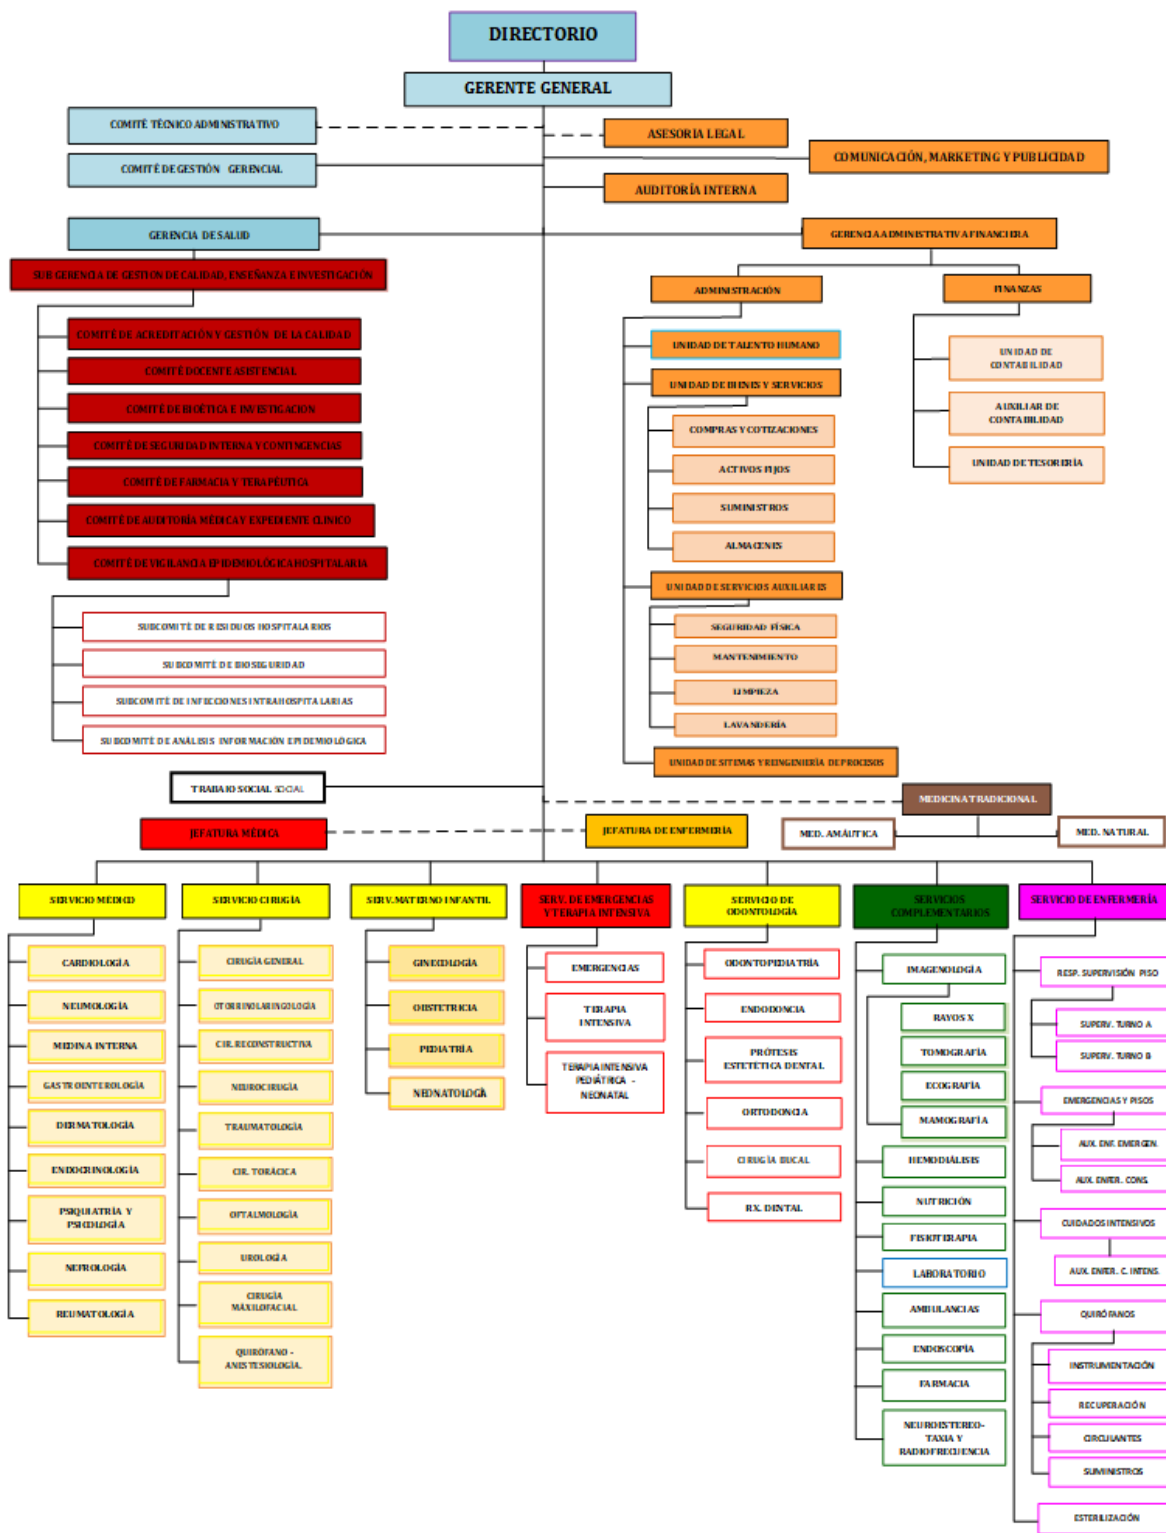 DIRECTORIO
GERENTE GENERAL
COMITÉ TÉCNICO ADMINISTRATIVO
ASESORIA LEGAL
COMUNICACIÓN, MARKETING Y PUBLICIDAD
COMITÉ DE GESTIÓN GERENCIAL
AUDITORÍA INTERNA
GERENCIA DE SALUD
GERENCIA ADMINISTRATIVA FINANCIERA
SUB GERENCIA DE GESTIÓN DE CALIDAD, ENSEÑANZA E INVESTIGACIÓN
COMITÉ DE ACREDITACIÓN Y GESTIÓN DE LA CALIDAD
COMITÉ DOCENTE ASISTENCIAL
COMITÉ DE BIOÉTICA E INVESTIGACIÓN
COMITÉ DE SEGURIDAD INTERNA Y CONTINGENCIAS
COMITÉ DE FARMACIA Y TERAPÉUTICA
COMITÉ DE AUDITORÍA MÉDICA Y EXPEDIENTE CLINICO
COMITÉ DE VIGILANCIA EPIDEMIOLÓGICA HOSPITALARIA
SUBCOMITÉ DE RESIDUOS HOSPITALARIOS
SUBCOMITÉ DE BIOSEGURIDAD
SUBCOMITÉ DE INFECCIONES INTRAHOSPITALARIAS
SUBCOMITÉ DE ANÁLISIS INFORMACIÓN EPIDEMIOLÓGICA
ADMINISTRACIÓN
UNIDAD DE TALENTO HUMANO
UNIDAD DE BIENES Y SERVICIOS
COMPRAS Y COTIZACIONES
ACTIVOS FIJOS
SUMINISTROS
ALMACENES
UNIDAD DE SERVICIOS AUXILIARES
SEGURIDAD FÍSICA
MANTENIMIENTO
LIMPIEZA
LAVANDERÍA
UNIDAD DE SITEMAS Y REINGENIERÍA DE PROCESOS
FINANZAS
UNIDAD DE
CONTABILIDAD
AUXILIAR DE
CONTABILIDAD
UNIDAD DE TESORERÍA
TRABAJO SOCIAL SOCIAL
MEDICINA TRADICIONAL
JEFATURA MÉDICA
JEFATURA DE ENFERMERÍA
MED. AMÁUTICA
MED. NATURAL
SERVICIO MÉDICO
CARDIOLOGÍA
NEUMOLOGÍA
MEDINA INTERNA
GASTROENTEROLOGÍA
DERMATOLOGÍA
ENDOCRINOLOGÍA
PSIQUIATRÍA Y
PSICOLOGÍA
NEFROLOGÍA
REUMATOLOGÍA
SERVICIO CIRUGÍA
CIRUGÍA GENERAL
OTORRINOLARINGOLOGÍA
CIR. RECONSTRUCTIVA
NEUROCIRUGÍA
TRAUMATOLOGÍA
CIR. TORÁCICA
OFTALMOLOGÍA
UROLOGÍA
CIRUGÍA
MÁXILOFACIAL
QUIRÓFANO -
ANESTESIOLOGÍA.
SERV. MATERNO INFANTIL
GINECOLOGÍA
OBSTETRICIA
PEDIATRÍA
NEONATOLOGÍA
SERV. DE EMERGENCIAS
Y TERAPIA INTENSIVA
EMERGENCIAS
TERAPIA
INTENSIVA
TERAPIA INTENSIVA
PEDIÁTRICA -
NEONATAL
SERVICIO DE
ODONTOLOGÍA
ODONTOPEDIATRÍA
ENDODONCIA
PRÓTESIS
ESTETÉTICA DENTAL
ORTODONCIA
CIRUGÍA BUCAL
RX. DENTAL
SERVICIOS
COMPLEMENTARIOS
IMAGENOLOGÍA
RAYOS X
TOMOGRAFÍA
ECOGRAFÍA
MAMOGRAFÍA
HEMODIÁLISIS
NUTRICIÓN
FISIOTERAPIA
LABORATORIO
AMBULANCIAS
ENDOSCOPÍA
FARMACIA
NEUROESTEREO-
TAXIA Y
RADIOFRECUENCIA
SERVICIO DE ENFERMERÍA
RESP. SUPERVISIÓN PISO
SUPERV. TURNO A
SUPERV. TURNO B
EMERGENCIAS Y PISOS
AUX. ENF. EMERGEN.
AUX. ENFER. CONS.
CUIDADOS INTENSIVOS
AUX. ENFER. C. INTENS.
QUIRÓFANOS
INSTRUMENTACIÓN
RECUPERACIÓN
CIRCULANTES
SUMINISTROS
ESTERILIZACIÓN